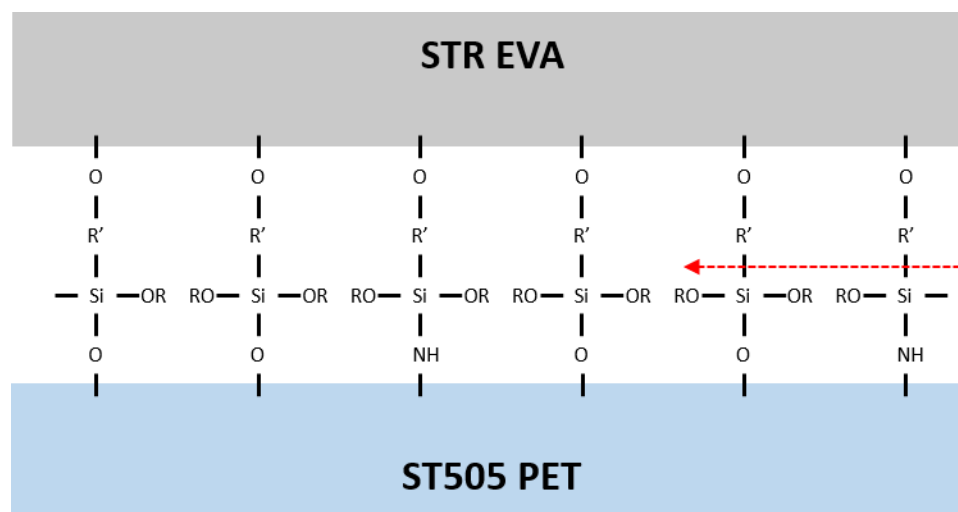 STR EVA
O O O O O O
R’ R’ R’ R’ R’ R’
Si OR RO Si OR RO Si OR RO Si OR RO Si OR RO Si
O O NH O O NH
ST505 PET